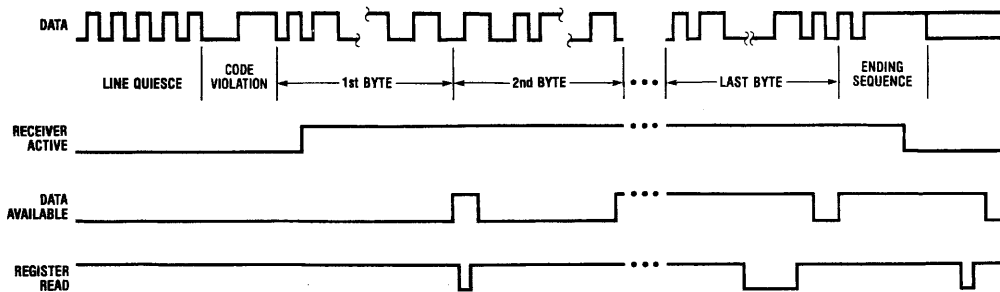 DATA
LINE QUIESCE
CODE
VIOLATION
1st BYTE
2nd BYTE
LAST BYTE
ENDING
SEQUENCE
RECEIVER
ACTIVE
DATA
AVAILABLE
REGISTER
READ